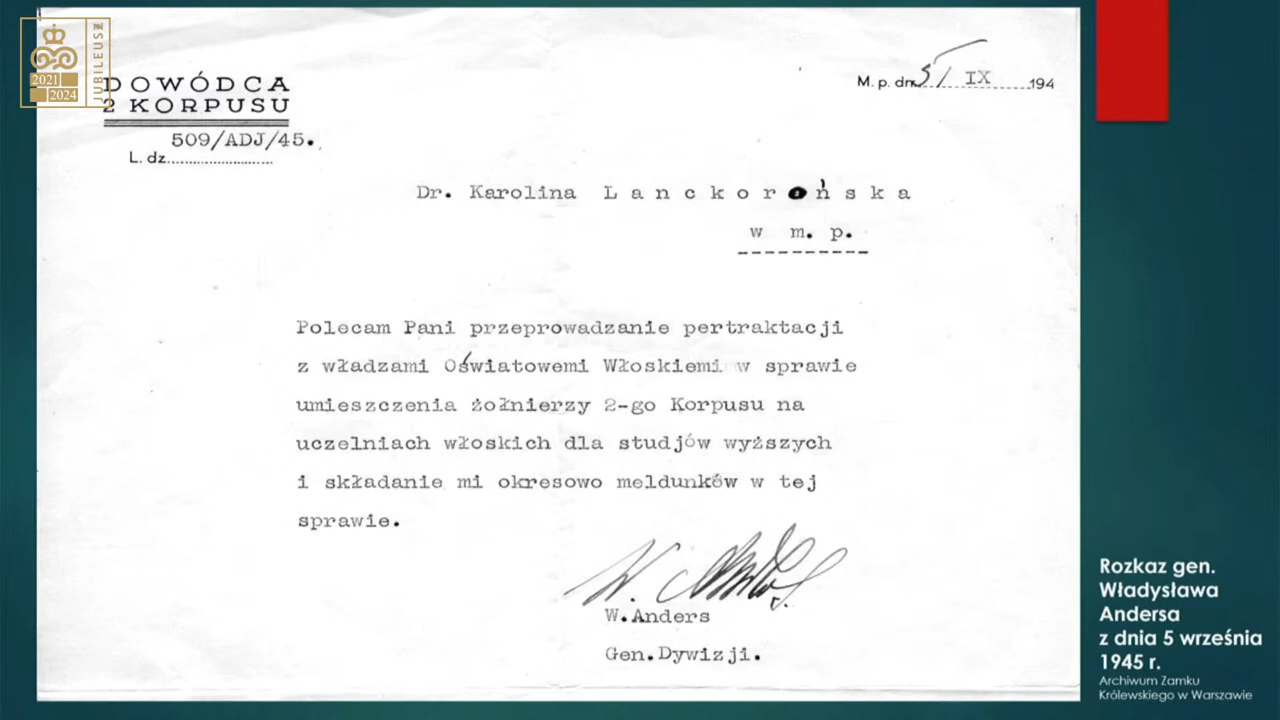 2021
2024
JUBILEUSZ
DOWÓDCA
2 KORPUSU
509/ADJ/45.
L. dz.........................
M. p. dn. 5/ IX ............194
Dr. Karolina Lanckorońska
w m. p.
Polecam Pani przeprowadzanie pertraktacji
z władzami Oświatowemi Włoskiemi w sprawie
umieszczenia żołnierzy 2-go Korpusu na
uczelniach włoskich dla studjów wyższych
i składanie mi okresowo meldunków w tej
sprawie.
W. Anders
W.Anders
Gen.Dywizji.
Rozkaz gen.
Władysława
Andersa
z dnia 5 września
1945 r.
Archiwum Zamku
Królewskiego w Warszawie